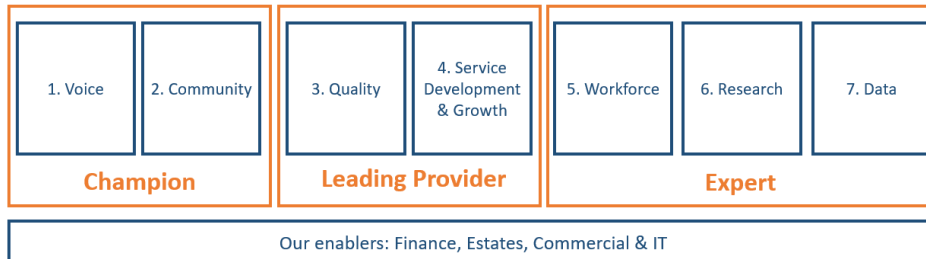 1. Voice
2. Community
3. Quality
4. Service
Development
& Growth
5. Workforce
6. Research
7. Data
Champion
Leading Provider
Expert
Our enablers: Finance, Estates, Commercial & IT